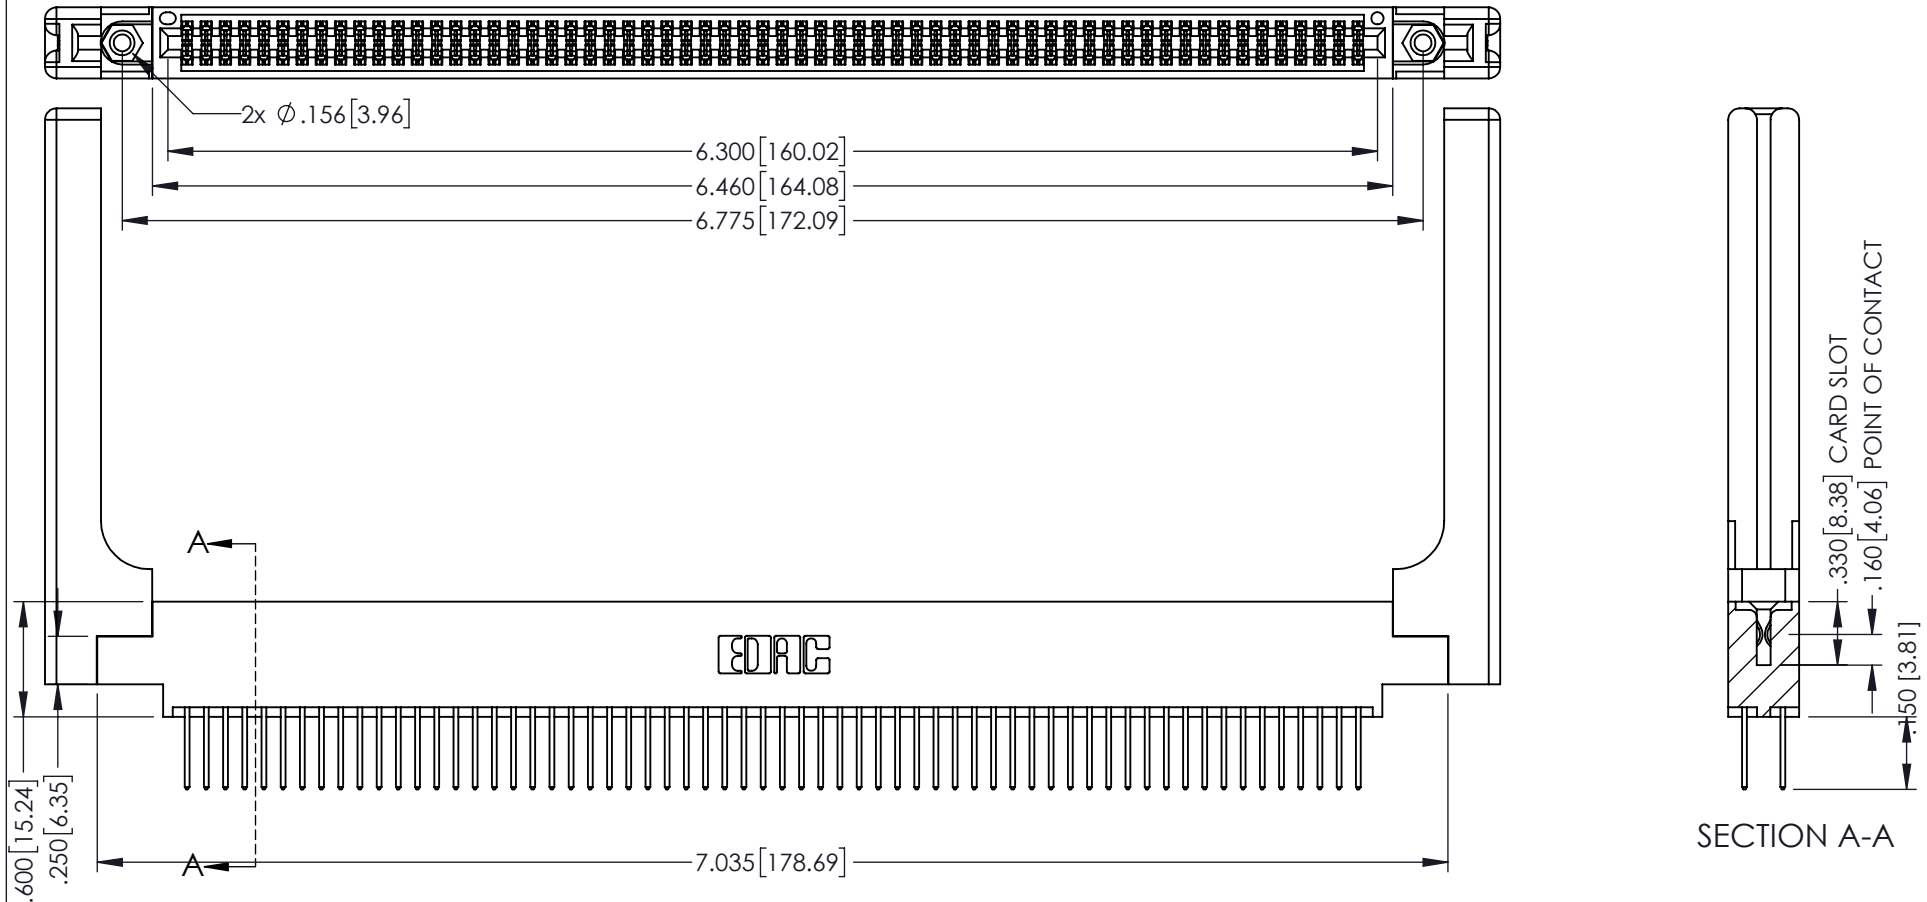 2x Ø.156[3.96]
6.300[160.02]
6.460[164.08]
6.775[172.09]
.330[8.38] CARD SLOT
.160[4.06] POINT OF CONTACT
A
EDAC
.150 [3.81]
.600[15.24]
.250[6.35]
A
7.035[178.69]
SECTION A-A